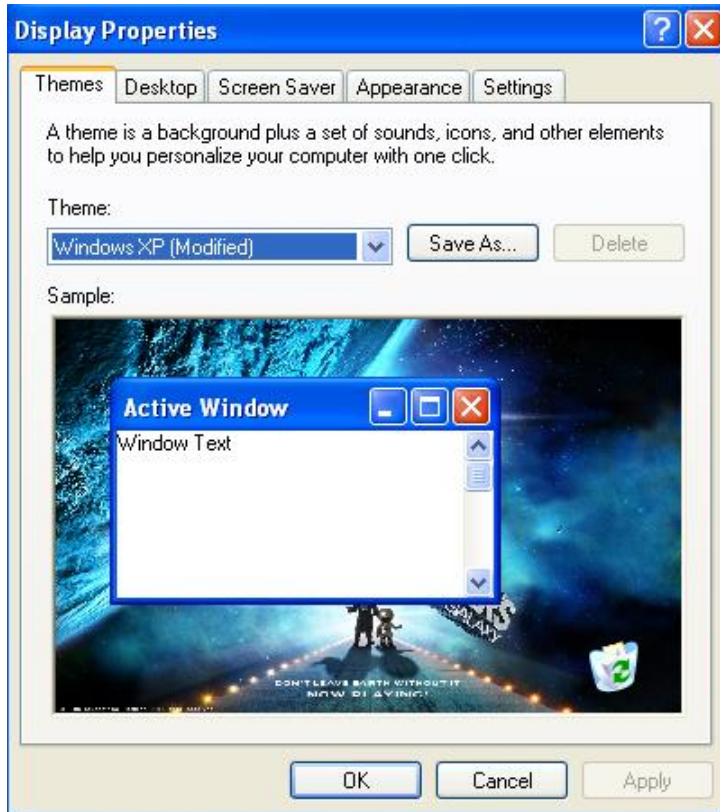 Display Properties
Themes Desktop Screen Saver Appearance Settings
A theme is a background plus a set of sounds, icons, and other elements
to help you personalize your computer with one click.
Theme:
Windows XP (Modified) Save As... Delete
Sample:
Active Window
Window Text
GALAXY
DON'T LEAVE EARTH WITHOUT IT
NOW PLAYING!
OK Cancel Apply